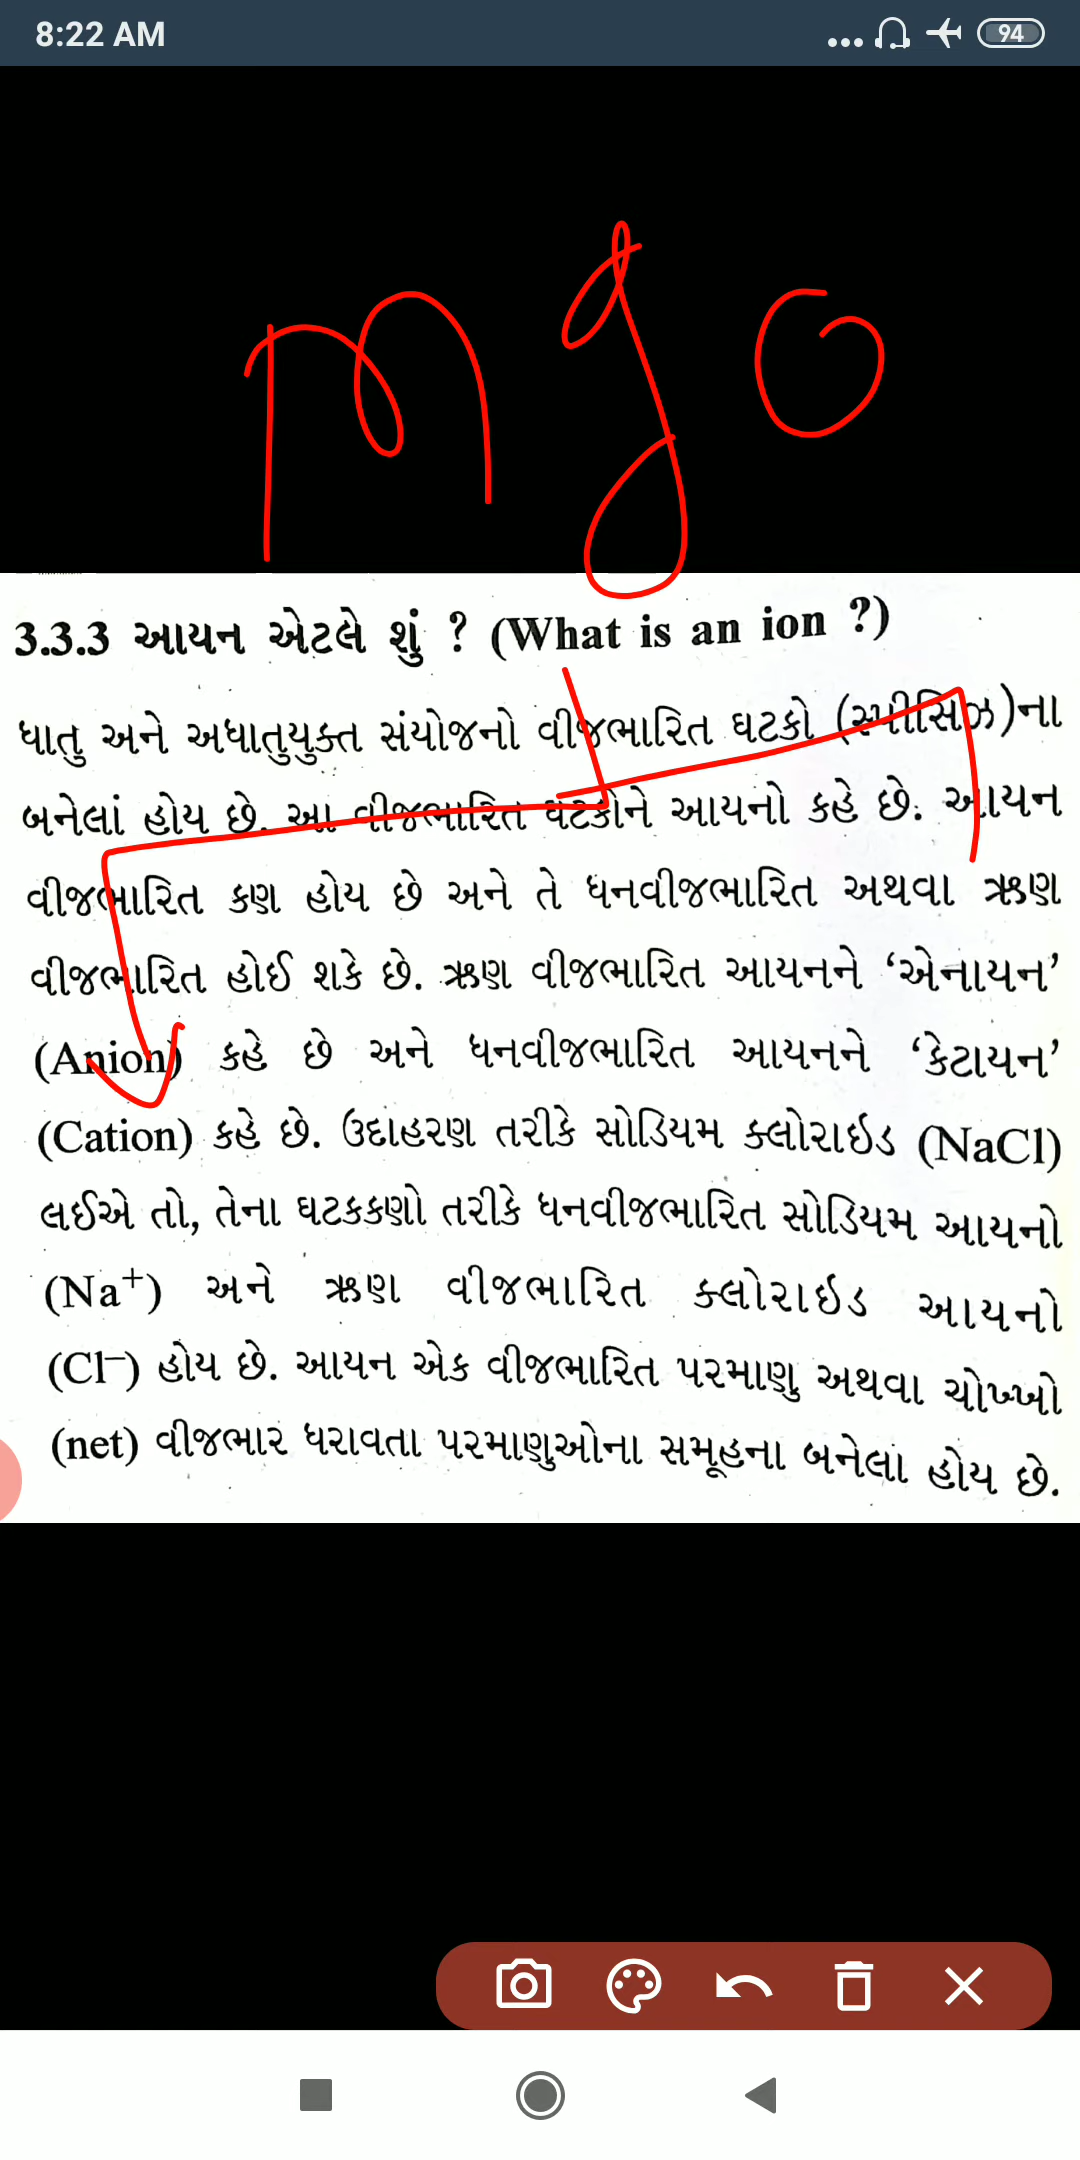 8:22 AM
94
m g o
3.3.3 આયન એટલે શું ? (What is an ion ?)
ધાતુ અને અધાતુયુક્ત સંયોજનો વીજભારિત ઘટકો (સ્પીસિઝ)ના
બનેલાં હોય છે. આ વીજભારિત ઘટકોને આયનો કહે છે. આયન
વીજભારિત કણ હોય છે અને તે ધનવીજભારિત અથવા ઋણ
વીજભારિત હોઈ શકે છે. ઋણ વીજભારિત આયનને ‘એનાયન’
(Anion) કહે છે અને ધનવીજભારિત આયનને ‘કેટાયન’
(Cation) કહે છે. ઉદાહરણ તરીકે સોડિયમ ક્લોરાઇડ (NaCl)
લઈએ તો, તેના ઘટકકણો તરીકે ધનવીજભારિત સોડિયમ આયનો
(Na⁺) અને ઋણ વીજભારિત ક્લોરાઇડ આયનો
(Cl⁻) હોય છે. આયન એક વીજભારિત પરમાણુ અથવા ચોખ્ખો
(net) વીજભાર ધરાવતા પરમાણુઓના સમૂહના બનેલાં હોય છે.